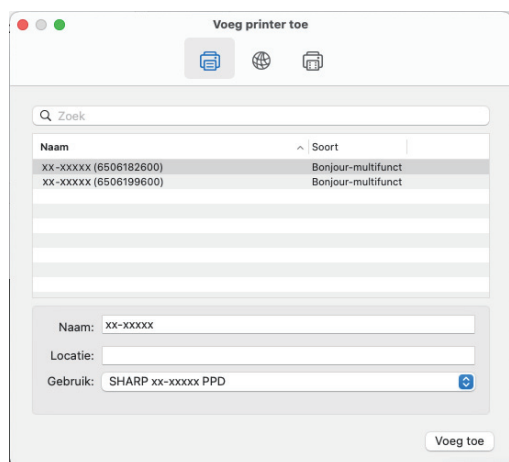 Voeg printer toe
Zoek
Naam Soort
xx-xxxxx (6506182600) Bonjour-multifunct
xx-xxxxx (6506199600) Bonjour-multifunct
Naam: xx-xxxxx
Locatie:
Gebruik: SHARP xx-xxxxx PPD
Voeg toe